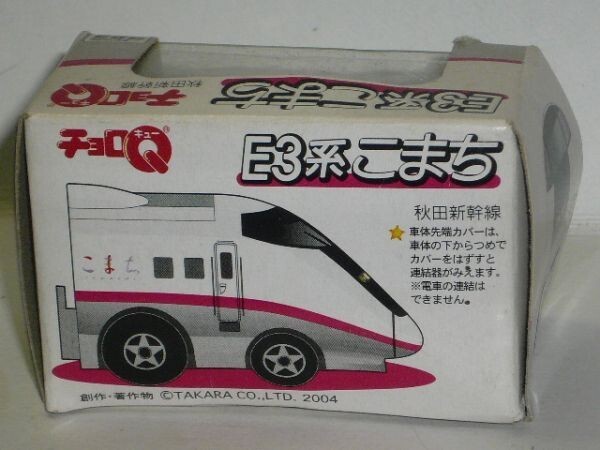 秋田新幹線
チョロQ
キュー
E3系こまち
チョロQ®
キュー
E3系こまち
秋田新幹線
★車体先端カバーは、
車体の下からつめで
カバーをはずすと
連結器がみえます。
※電車の連結は
できません。
こまち
創作・著作物 ©TAKARA CO.,LTD. 2004